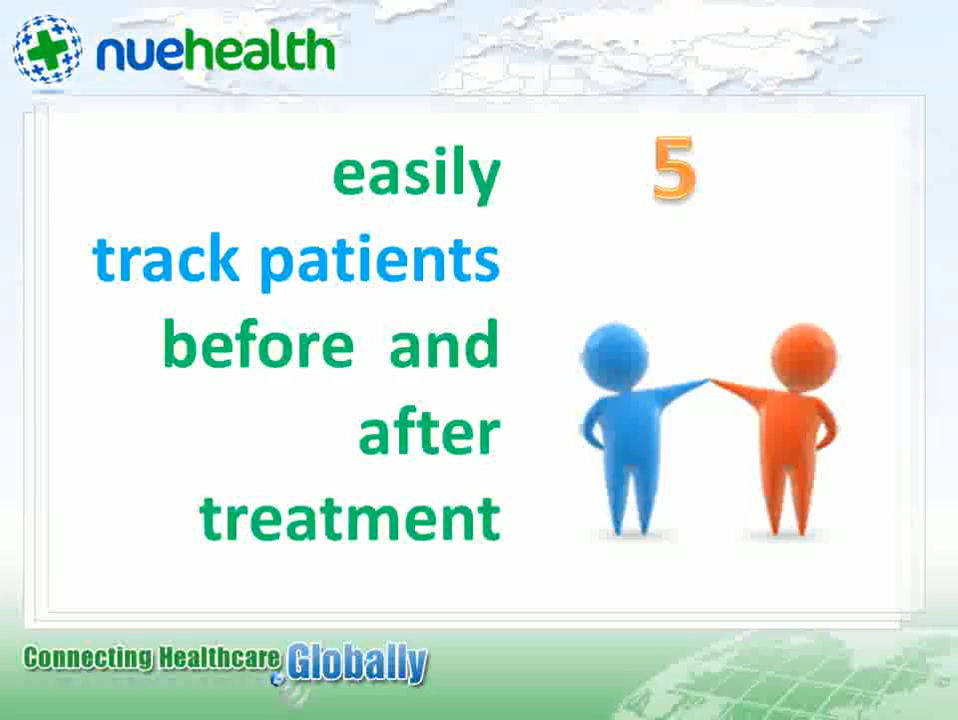 nuehealth
easily
5
track patients
before and
after
treatment
Connecting Healthcare Globally